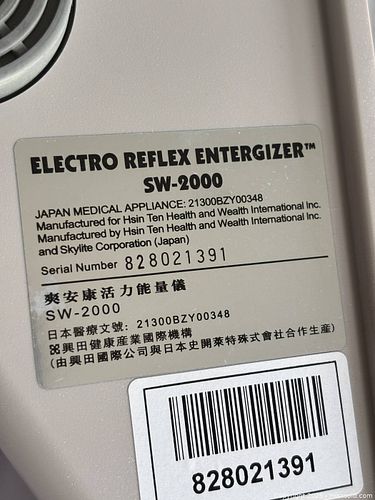 ELECTRO REFLEX ENTERGIZER™
SW-2000
JAPAN MEDICAL APPLIANCE: 21300BZY00348
Manufactured for Hsin Ten Health and Wealth International Inc.
Manufactured by Hsin Ten Health and Wealth International Inc.
and Skylite Corporation (Japan)
Serial Number 828021391
爽安康活力能量儀
SW-2000
日本醫療文號: 21300BZY00348
⌘興田健康産業國際機構
(由興田國際公司與日本史開萊特殊式會社合作生産)
828021391